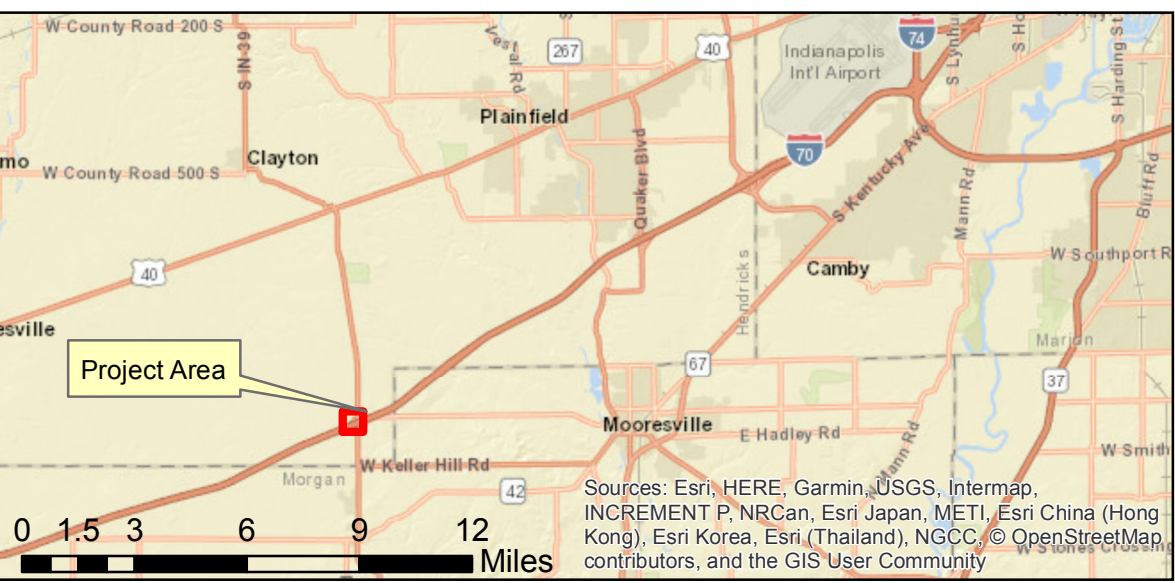 W County Road 200 S
S IN-39
Vestal Rd
267
40
Indianapolis
Int'l Airport
74
S Lynhu
S Ho
S Harding St
Plainfield
Quaker Blvd
70
S Kentucky Ave
Mann Rd
Bluff Rd
mo
Clayton
W County Road 500 S
W Southport R
40
Hendricks
Camby
esville
Marion
Project Area
67
37
Mooresville
E Hadley Rd
W Smith
W Keller Hill Rd
N Mann Rd
Morgan
42
Sources: Esri, HERE, Garmin, USGS, Intermap,
INCREMENT P, NRCan, Esri Japan, METI, Esri China (Hong
Kong), Esri Korea, Esri (Thailand), NGCC, © OpenStreetMap
contributors, and the GIS User Community
W Stones Crossing
0 1.5 3 6 9 12
Miles